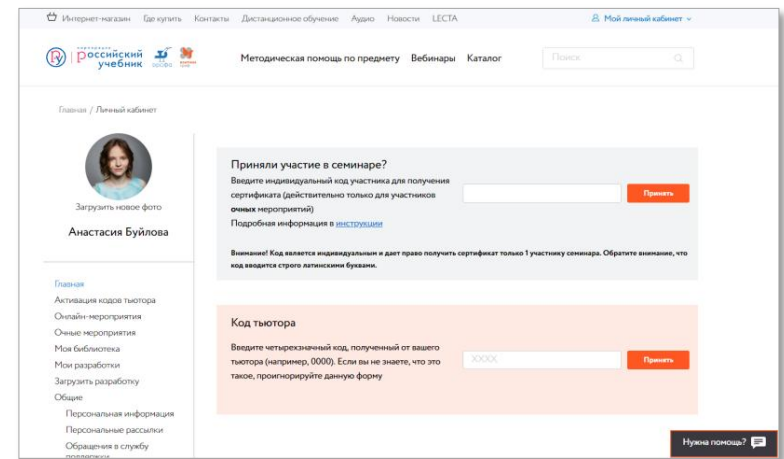 Интернет-магазин Где купить Контакты Дистанционное обучение Аудио Новости LECTA Мой личный кабинет
корпорация
российский
учебник
Методическая помощь по предмету Вебинары Каталог Поиск
Главная / Личный кабинет
Загрузить новое фото
Анастасия Буйлова
Приняли участие в семинаре?
Введите индивидуальный код участника для получения
сертификата (действительно только для участников
очных мероприятий)
Подробная информация в инструкции
Принять
Внимание! Код является индивидуальным и дает право получить сертификат только 1 участнику семинара. Обратите внимание, что
код вводится строго латинскими буквами.
Главная
Активация кодов тьютора
Онлайн-мероприятия
Очные мероприятия
Моя библиотека
Мои разработки
Загрузить разработку
Общие
Персональная информация
Персональные рассылки
Обращения в службу
поддержки
Код тьютора
Введите четырехзначный код, полученный от вашего
тьютора (например, 0000). Если вы не знаете, что это
такое, проигнорируйте данную форму
XXXX
Принять
Нужна помощь?